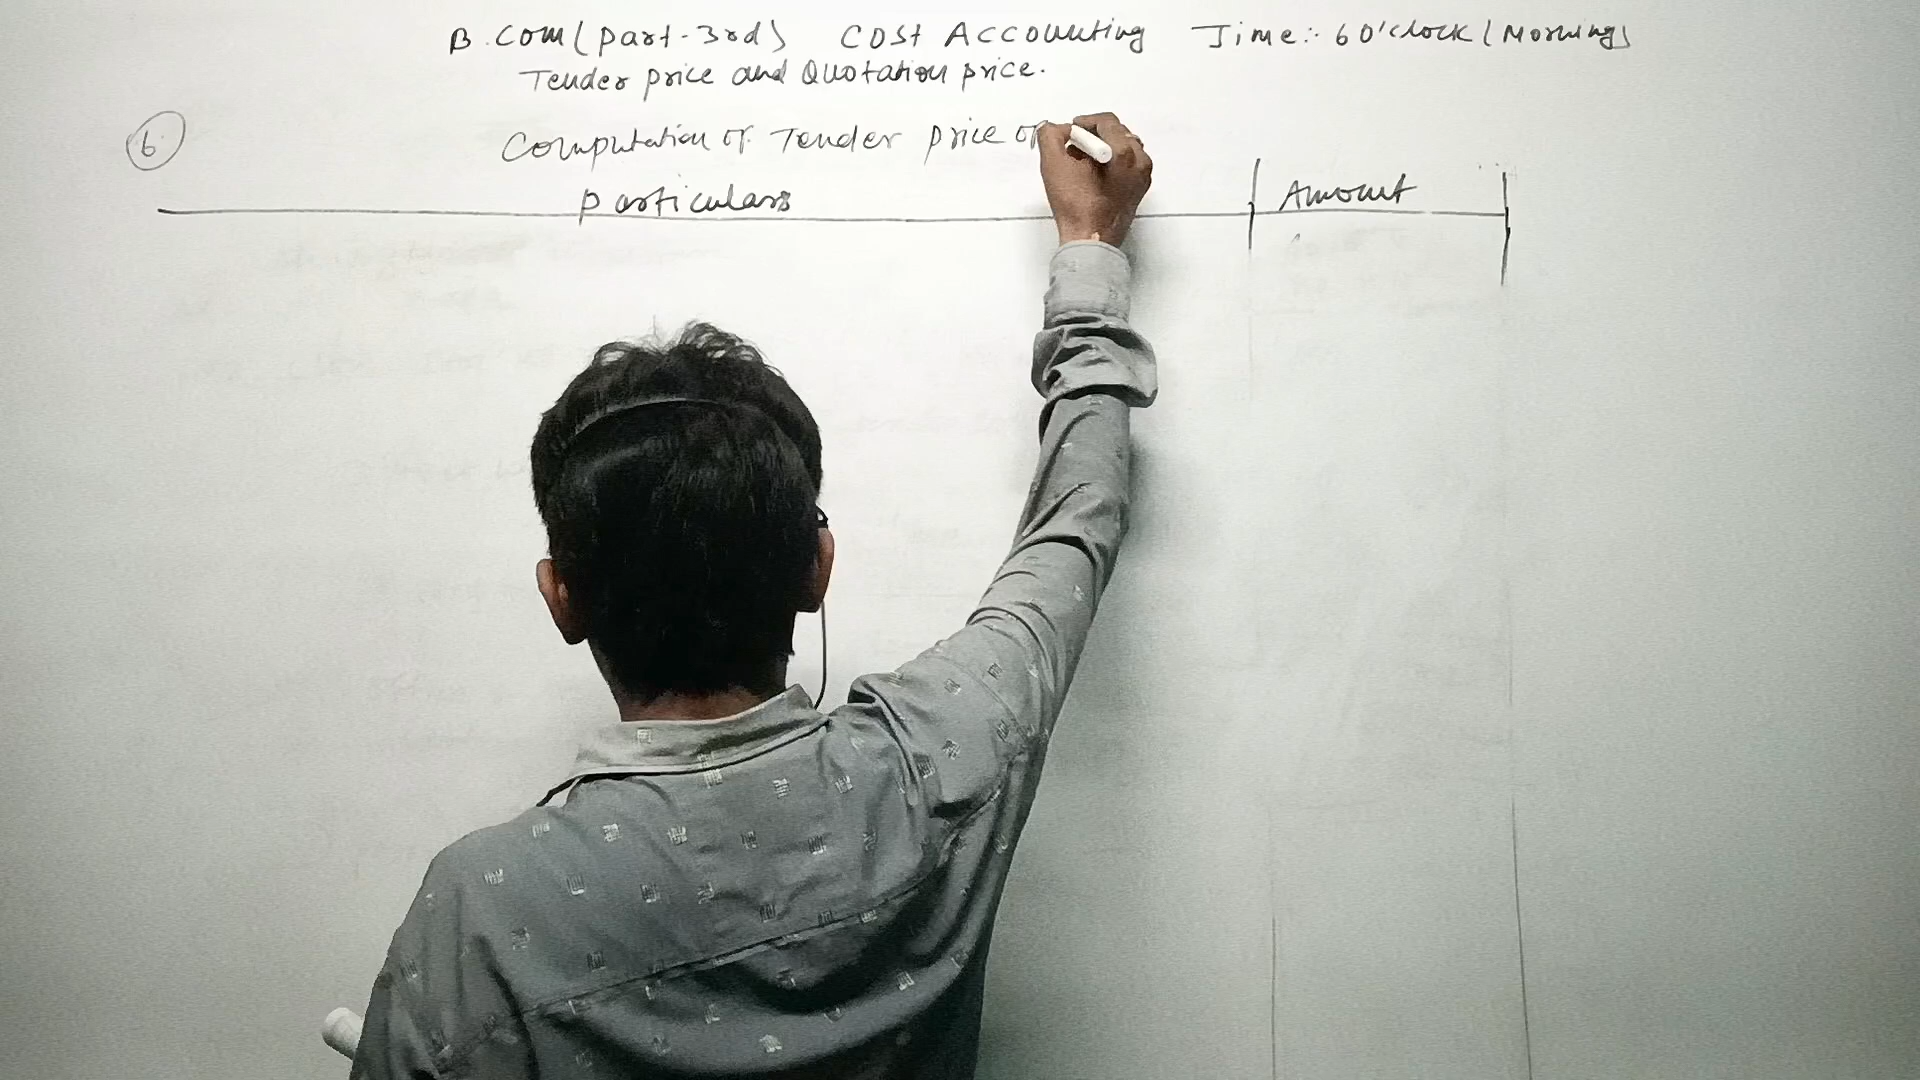 B.Com (part-3rd) Cost Accounting Time:- 6 O'clock (Morning)
Tender price and Quotation price.
6. Computation of Tender price of
particulars Amount